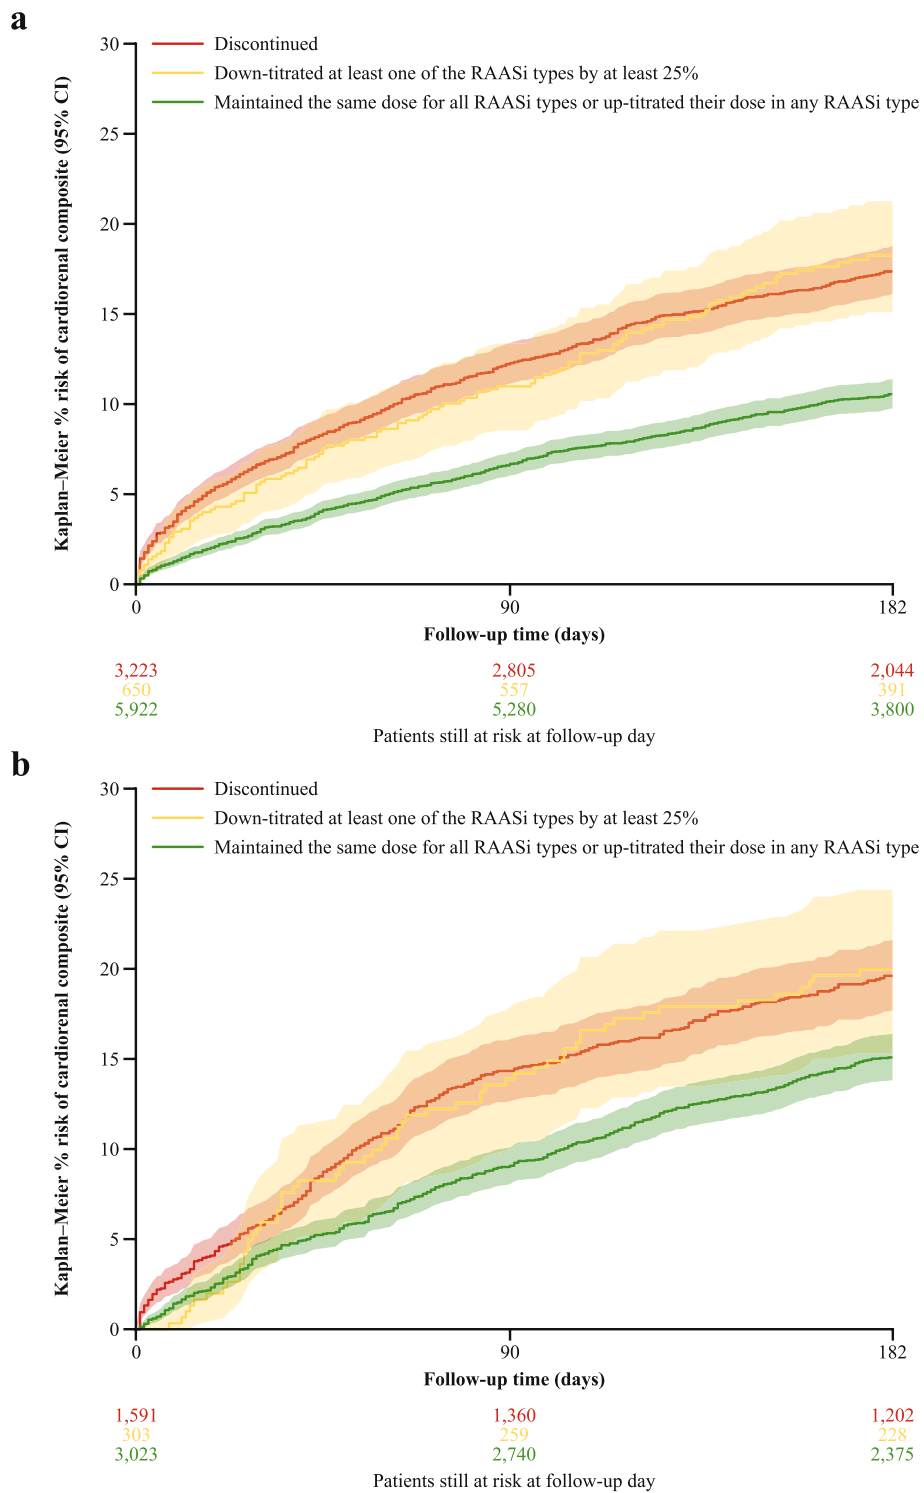 a
Kaplan–Meier % risk of cardiorenal composite (95% CI)
30
25
20
15
10
5
0
Discontinued
Down-titrated at least one of the RAASi types by at least 25%
Maintained the same dose for all RAASi types or up-titrated their dose in any RAASi type
0 90 182
Follow-up time (days)
3,223 2,805 2,044
650 557 391
5,922 5,280 3,800
Patients still at risk at follow-up day
b
Kaplan–Meier % risk of cardiorenal composite (95% CI)
30
25
20
15
10
5
0
Discontinued
Down-titrated at least one of the RAASi types by at least 25%
Maintained the same dose for all RAASi types or up-titrated their dose in any RAASi type
0 90 182
Follow-up time (days)
1,591 1,360 1,202
303 259 228
3,023 2,740 2,375
Patients still at risk at follow-up day